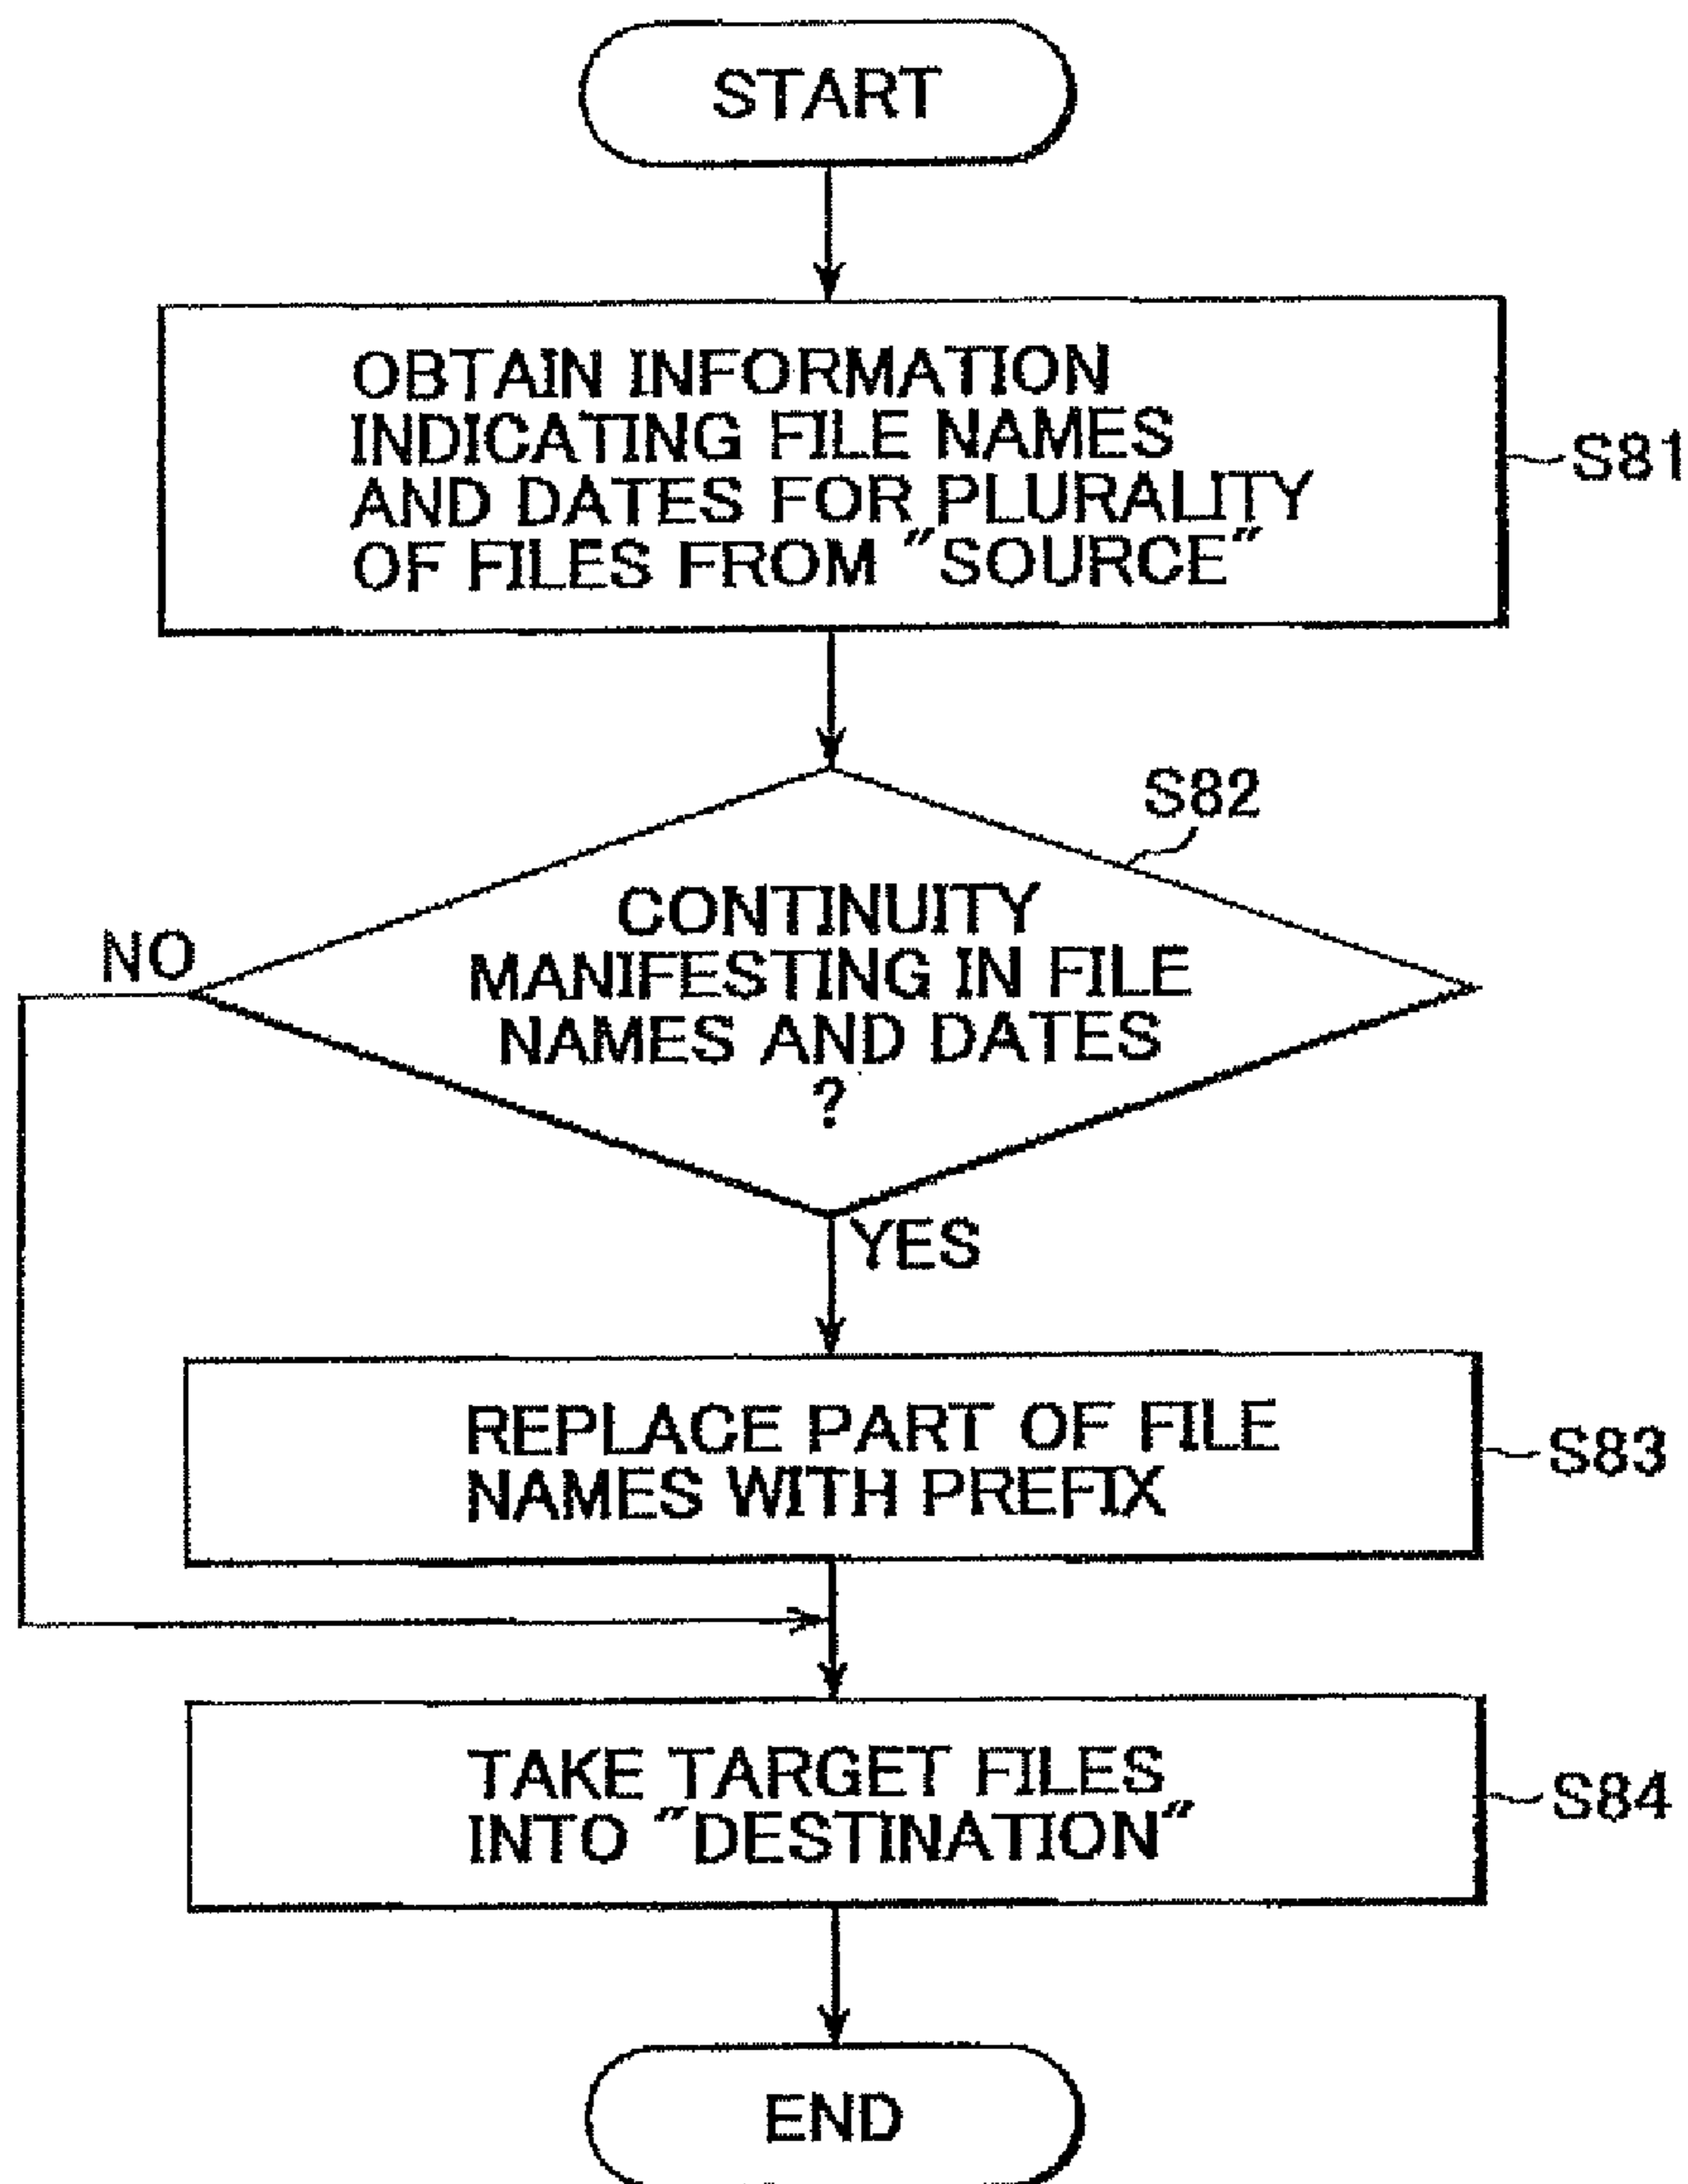 START
OBTAIN INFORMATION
INDICATING FILE NAMES
AND DATES FOR PLURALITY
OF FILES FROM "SOURCE"
S81
S82
CONTINUITY
MANIFESTING IN FILE
NAMES AND DATES
?
NO
YES
REPLACE PART OF FILE
NAMES WITH PREFIX
S83
TAKE TARGET FILES
INTO "DESTINATION"
S84
END